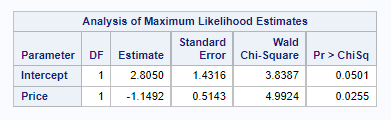 Analysis of Maximum Likelihood Estimates
Parameter DF Estimate Standard Error Wald Chi-Square Pr > ChiSq
Intercept 1 2.8050 1.4316 3.8387 0.0501
Price 1 -1.1492 0.5143 4.9924 0.0255